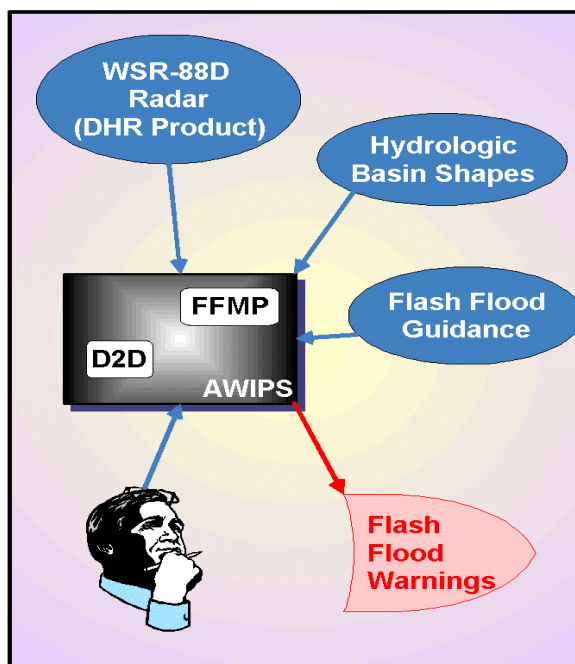 WSR-88D
Radar
(DHR Product)
Hydrologic
Basin Shapes
FFMP
Flash Flood
Guidance
D2D
AWIPS
Flash
Flood
Warnings